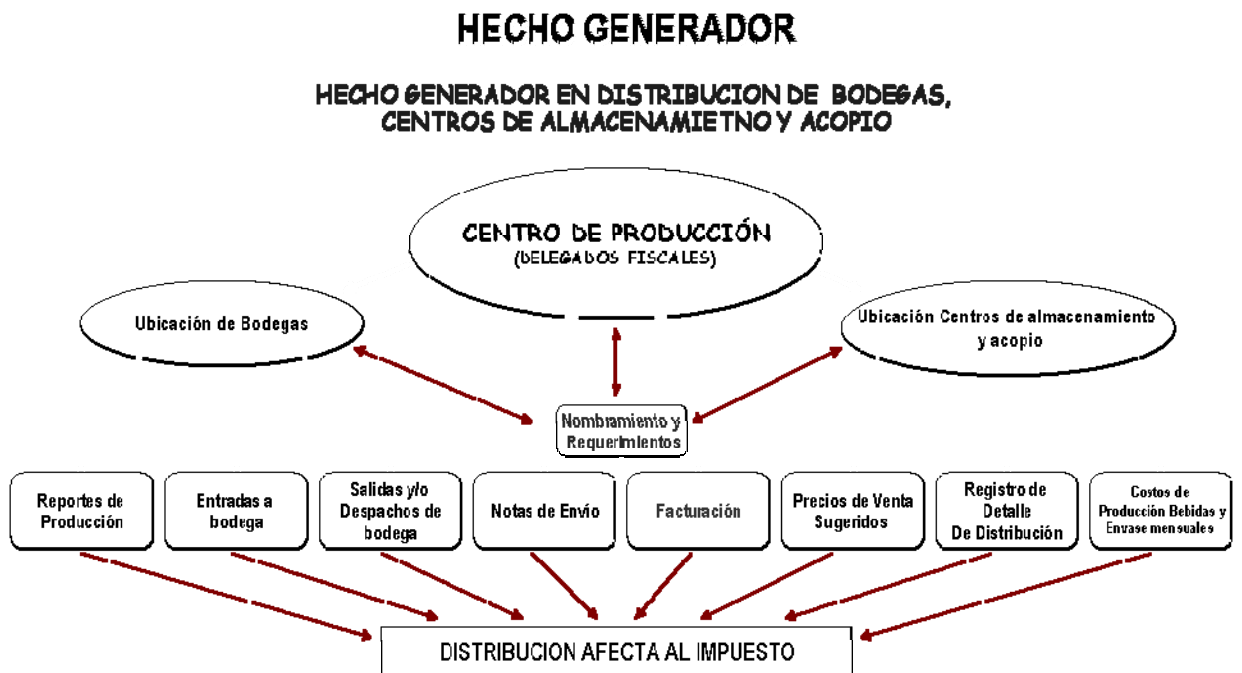 HECHO GENERADOR
HECHO GENERADOR EN DISTRIBUCION DE BODEGAS,
CENTROS DE ALMACENAMIETNO Y ACOPIO
CENTRO DE PRODUCCIÓN
(DELEGADOS FISCALES)
Ubicación de Bodegas
Ubicación Centros de almacenamiento
y acopio
Nombramiento y
Requerimientos
Reportes de
Producción
Entradas a
bodega
Salidas y/o
Despachos de
bodega
Notas de Envío
Facturación
Precios de Venta
Sugeridos
Registro de
Detalle
De Distribución
Costos de
Producción Bebidas y
Envase mensuales
DISTRIBUCION AFECTA AL IMPUESTO